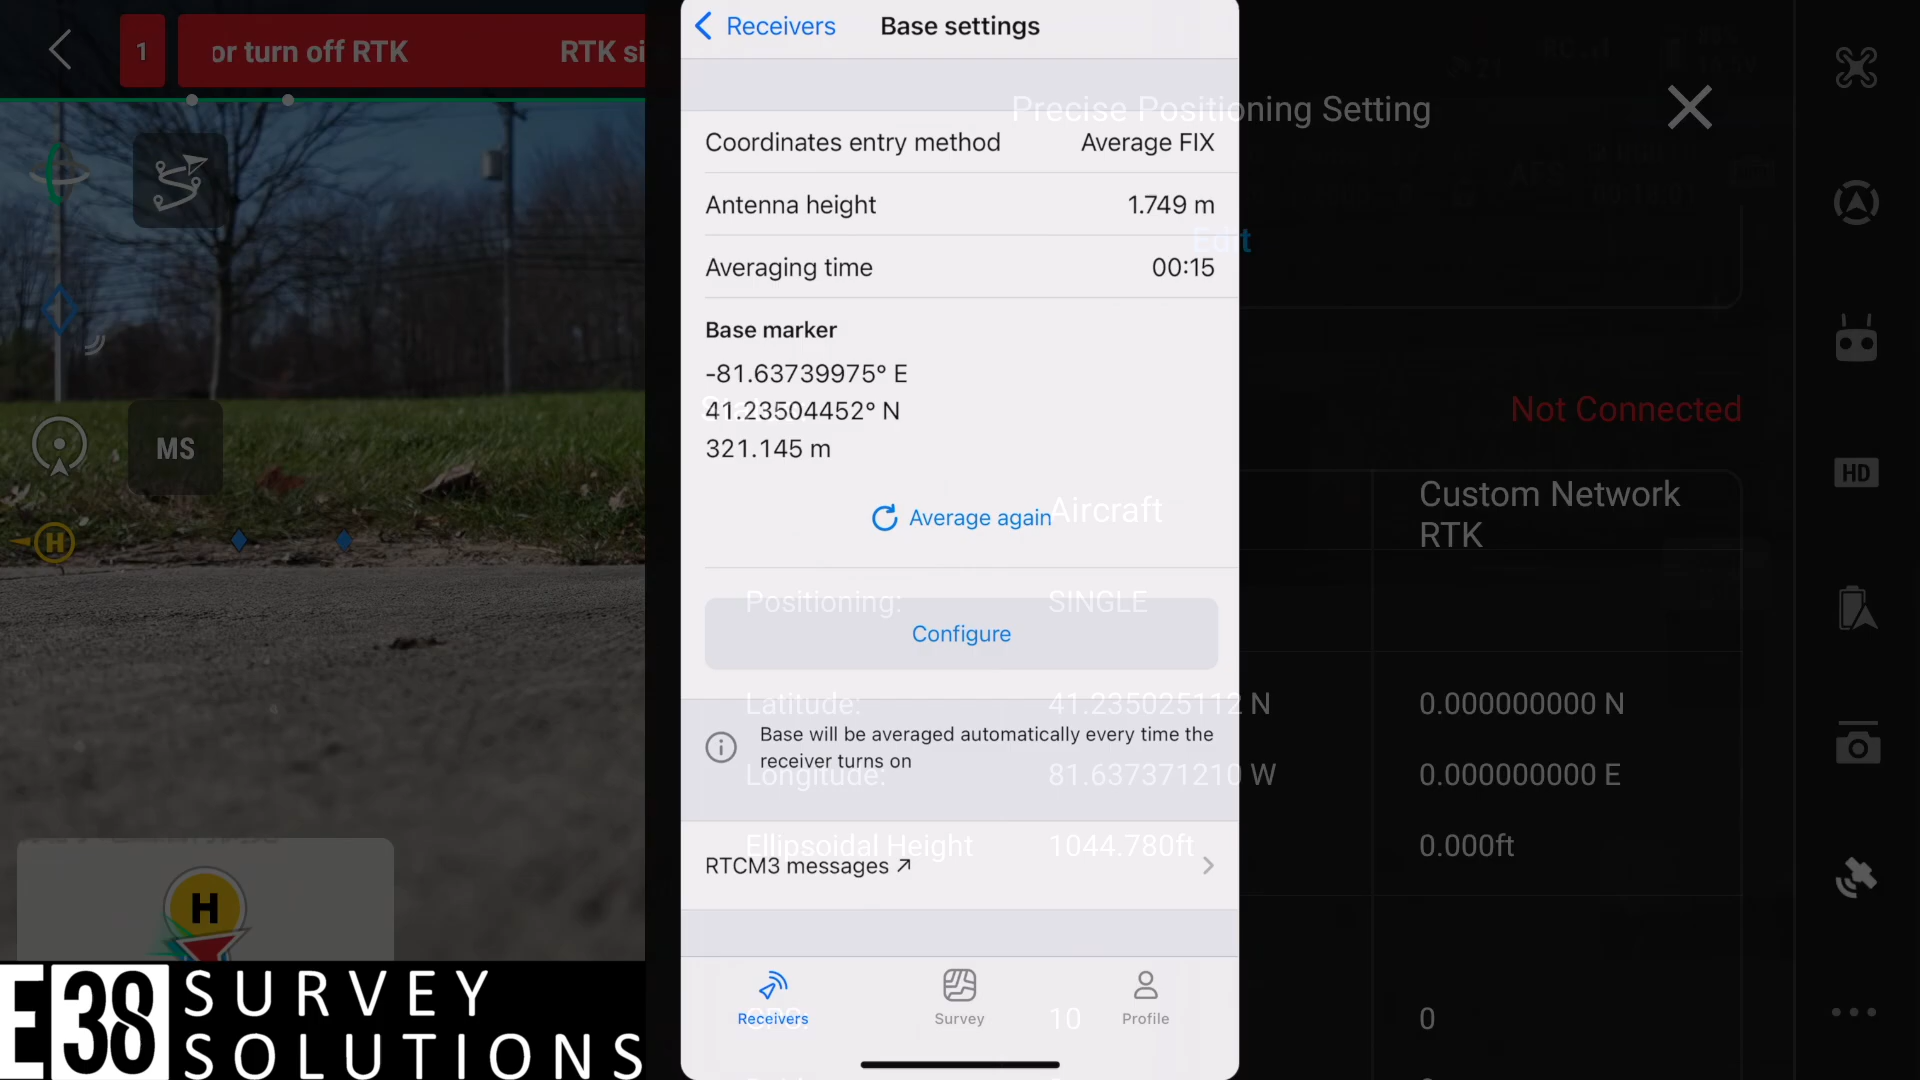 1
or turn off RTK
RTK si
MS
H
H
E38 SURVEY
SOLUTIONS
Receivers
Base settings
Coordinates entry method
Average FIX
Antenna height
1.749 m
Averaging time
00:15
Base marker
-81.63739975° E
41.23504452° N
321.145 m
Average again
Configure
Base will be averaged automatically every time the
receiver turns on
RTCM3 messages ↗
Receivers
Survey
Profile
Precise Positioning Setting
Edit
Not Connected
Aircraft
Custom Network
RTK
Positioning:
SINGLE
Latitude:
41.235025112 N
0.000000000 N
Longitude:
81.637371210 W
0.000000000 E
Ellipsoidal Height
1044.780ft
0.000ft
10
0
HD